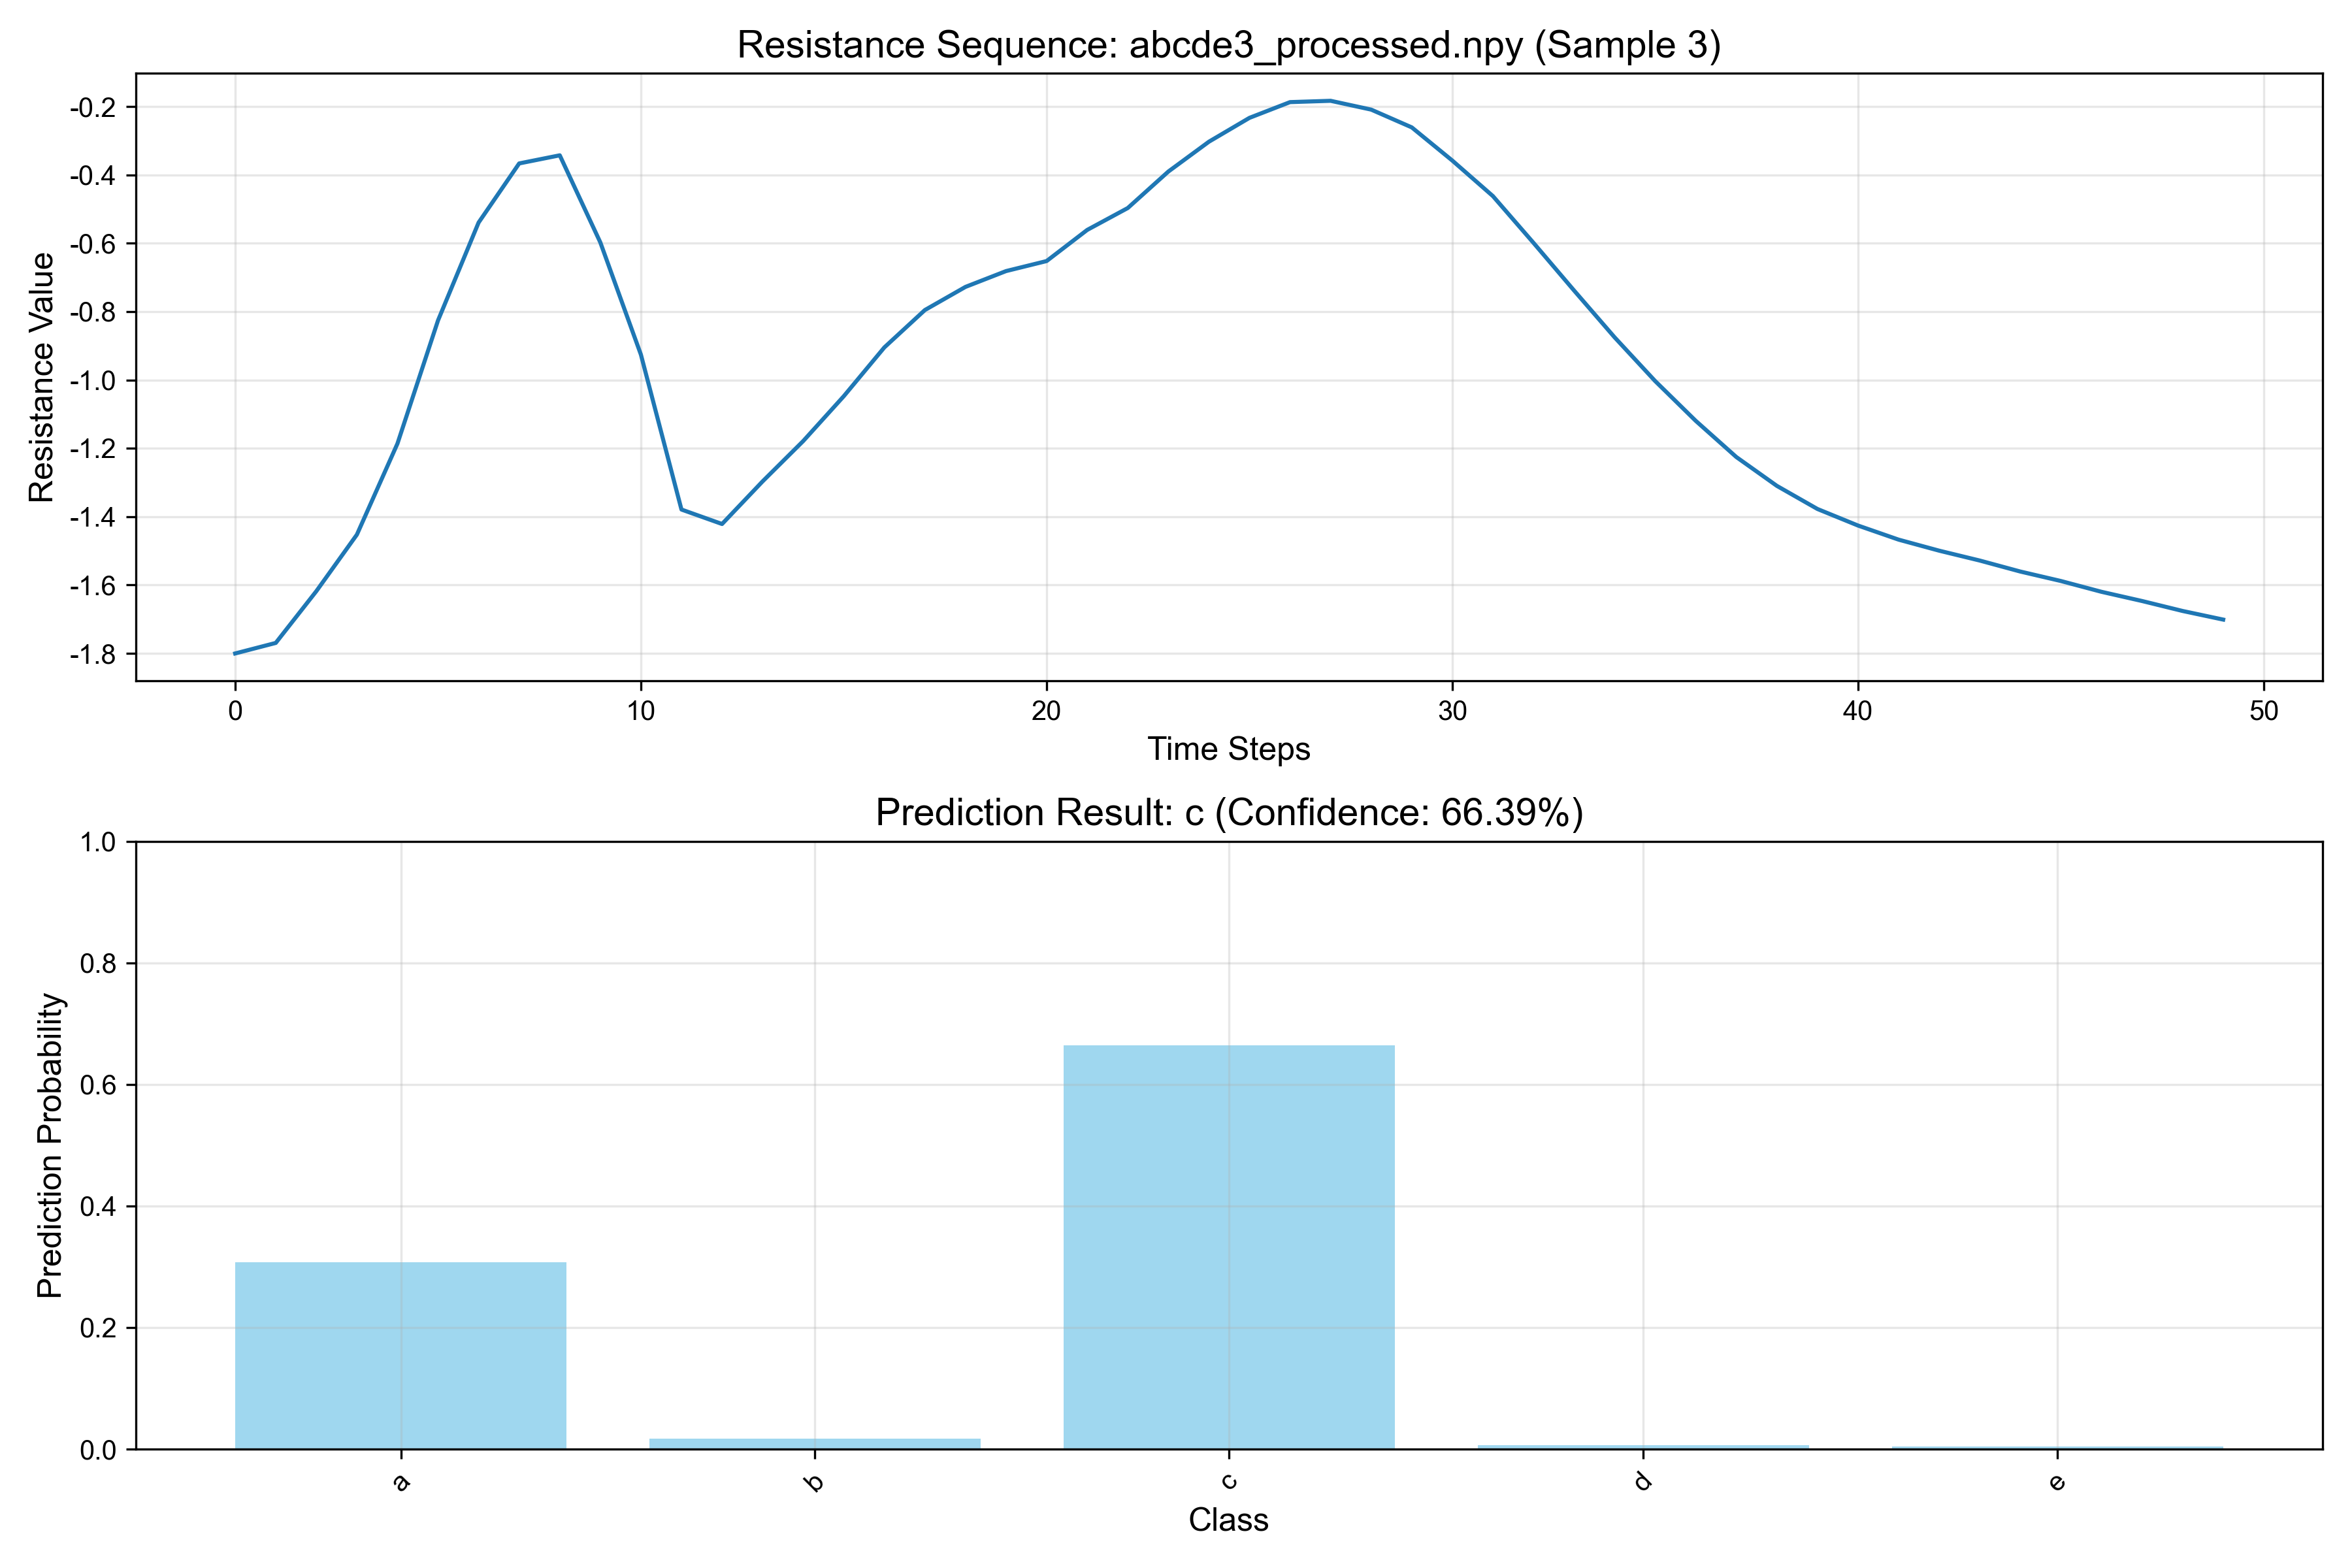 Resistance Sequence: abcde3_processed.npy (Sample 3)
Resistance Value
-0.2
-0.4
-0.6
-0.8
-1.0
-1.2
-1.4
-1.6
-1.8
0 10 20 30 40 50
Time Steps
Prediction Result: c (Confidence: 66.39%)
Prediction Probability
1.0
0.8
0.6
0.4
0.2
0.0
a b c d e
Class